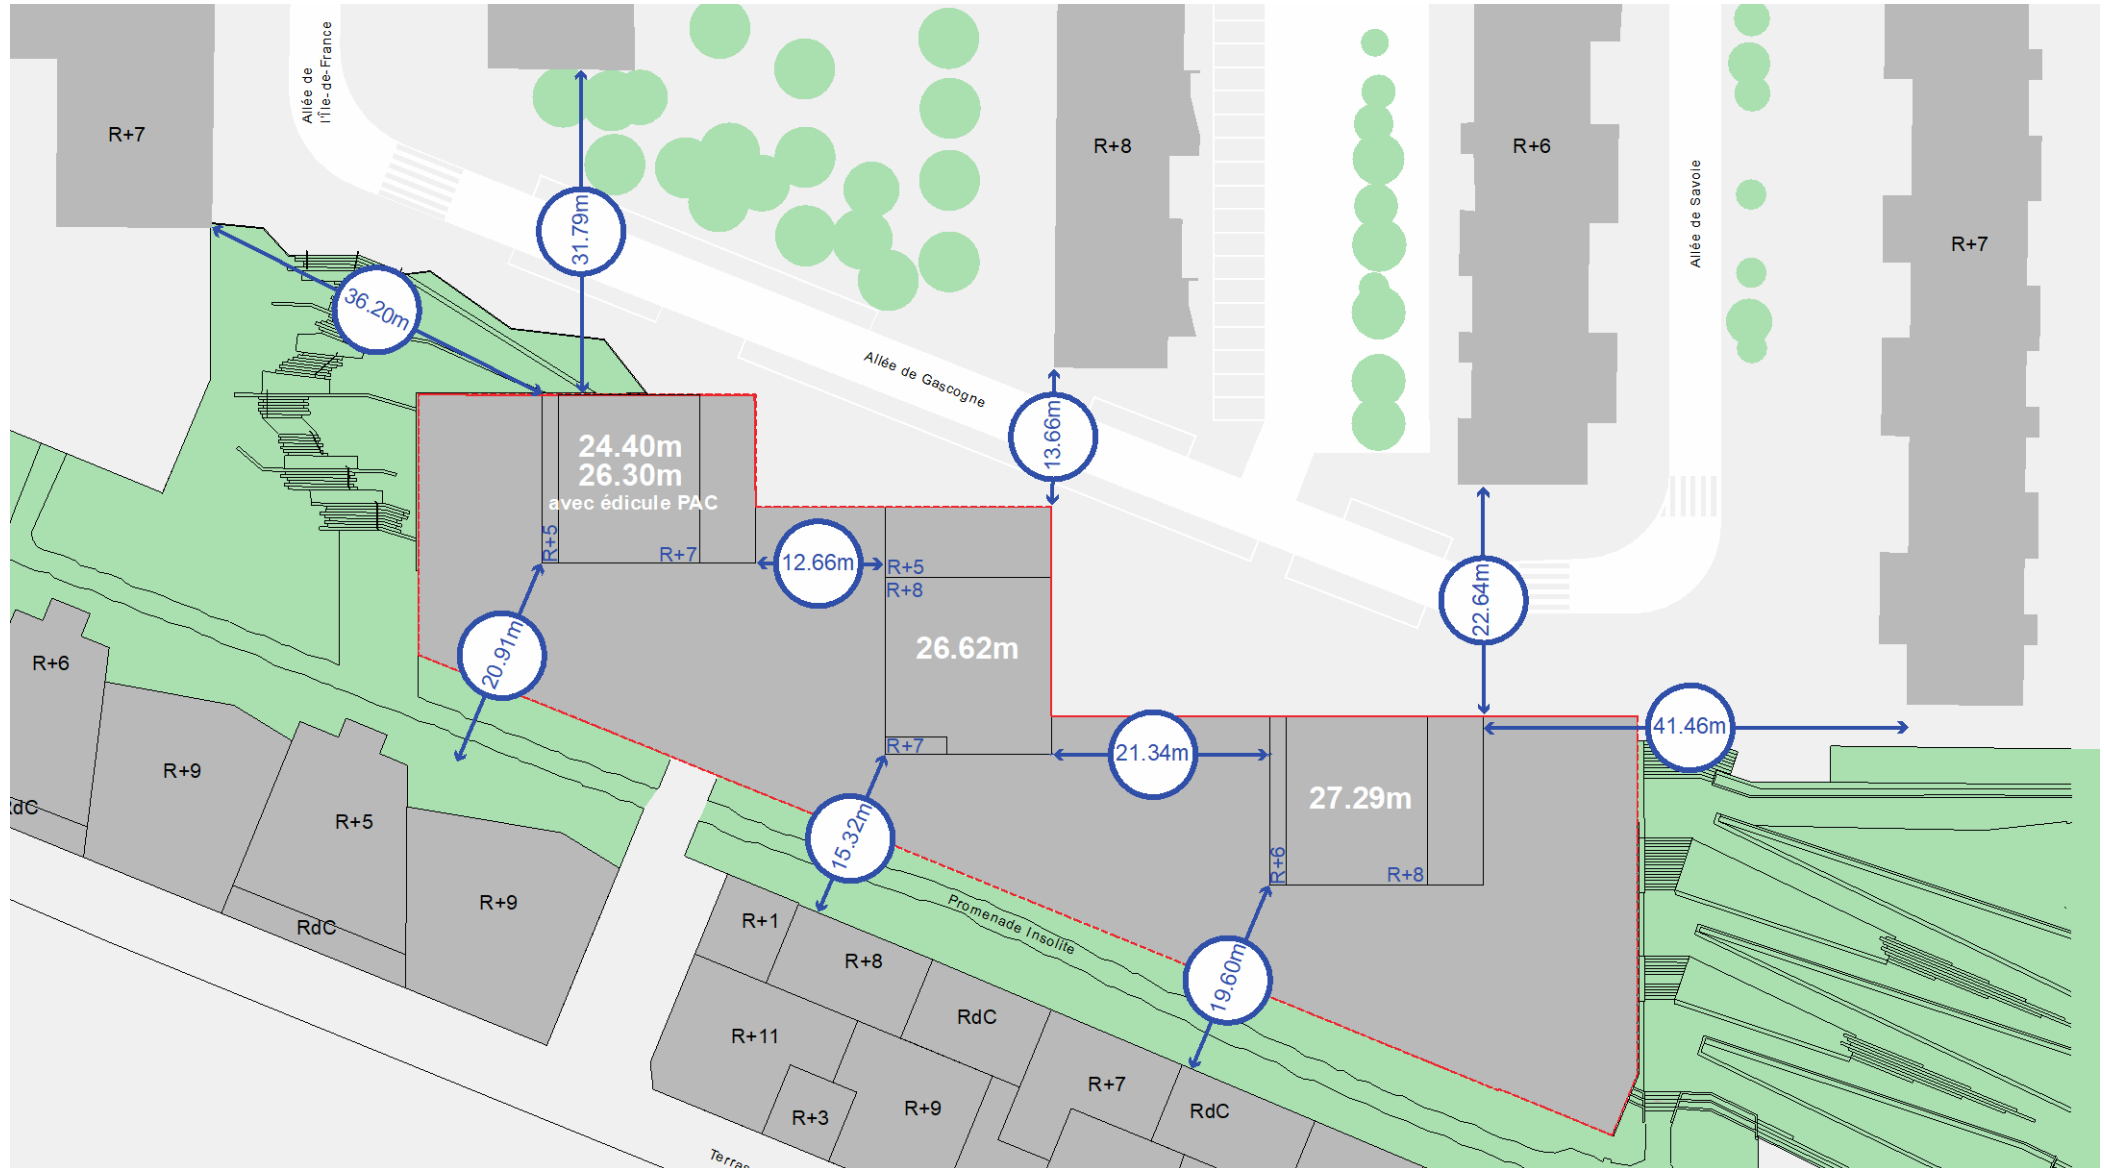 Allée de
l'Île-de-France
R+7
R+8
R+6
Allée de Savoie
R+7
31.79m
36.20m
Allée de Gascogne
13.66m
24.40m
26.30m
avec édicule PAC
R+5
R+7
12.66m
R+5
R+8
22.64m
20.91m
26.62m
R+6
R+7
21.34m
41.46m
R+9
R+5
15.32m
27.29m
R+6
R+8
R+9
RdC
R+1
R+8
Promenade Insolite
19.60m
RdC
R+11
R+3
R+9
R+7
RdC